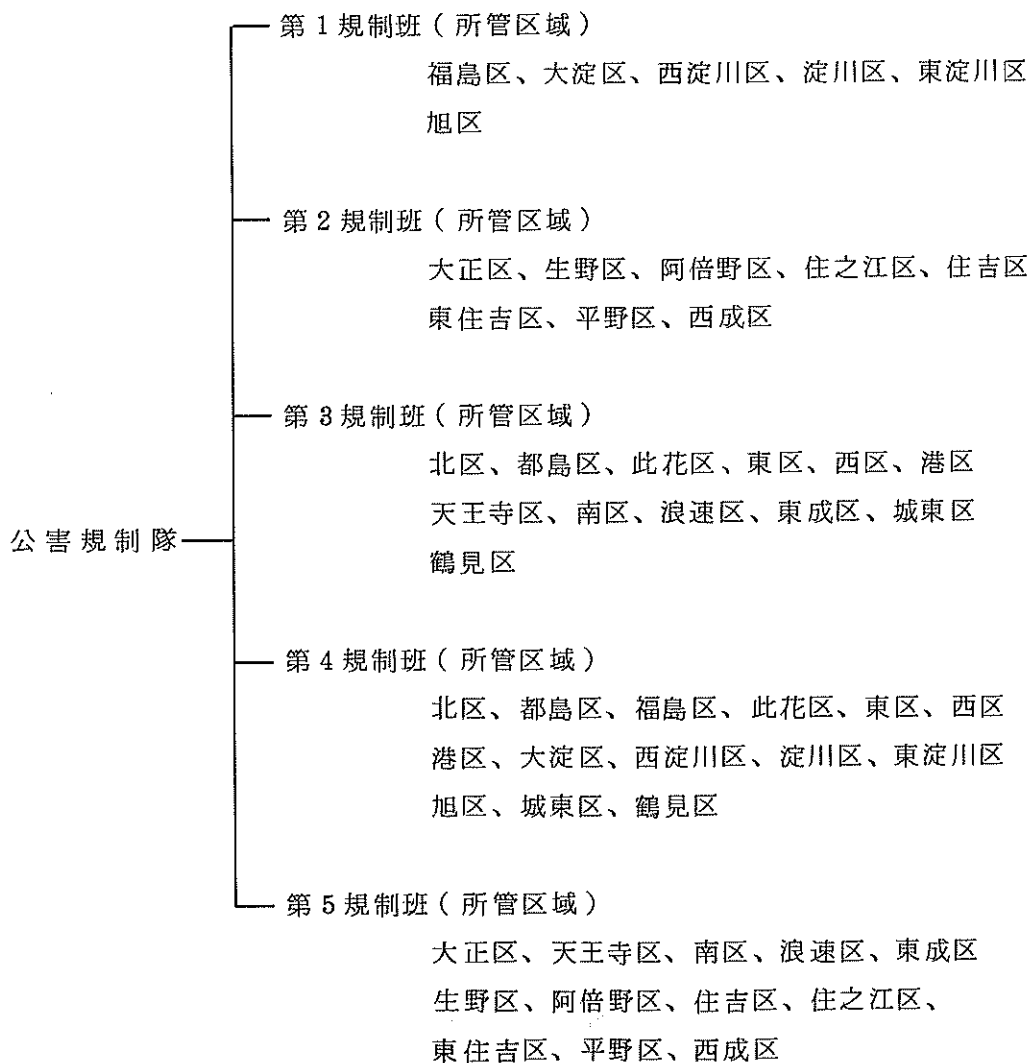 第1規制班(所管区域)
福島区、大淀区、西淀川区、淀川区、東淀川区
旭区
第2規制班(所管区域)
大正区、生野区、阿倍野区、住之江区、住吉区
東住吉区、平野区、西成区
第3規制班(所管区域)
北区、都島区、此花区、東区、西区、港区
天王寺区、南区、浪速区、東成区、城東区
鶴見区
公害規制隊
第4規制班(所管区域)
北区、都島区、福島区、此花区、東区、西区
港区、大淀区、西淀川区、淀川区、東淀川区
旭区、城東区、鶴見区
第5規制班(所管区域)
大正区、天王寺区、南区、浪速区、東成区
生野区、阿倍野区、住吉区、住之江区、
東住吉区、平野区、西成区